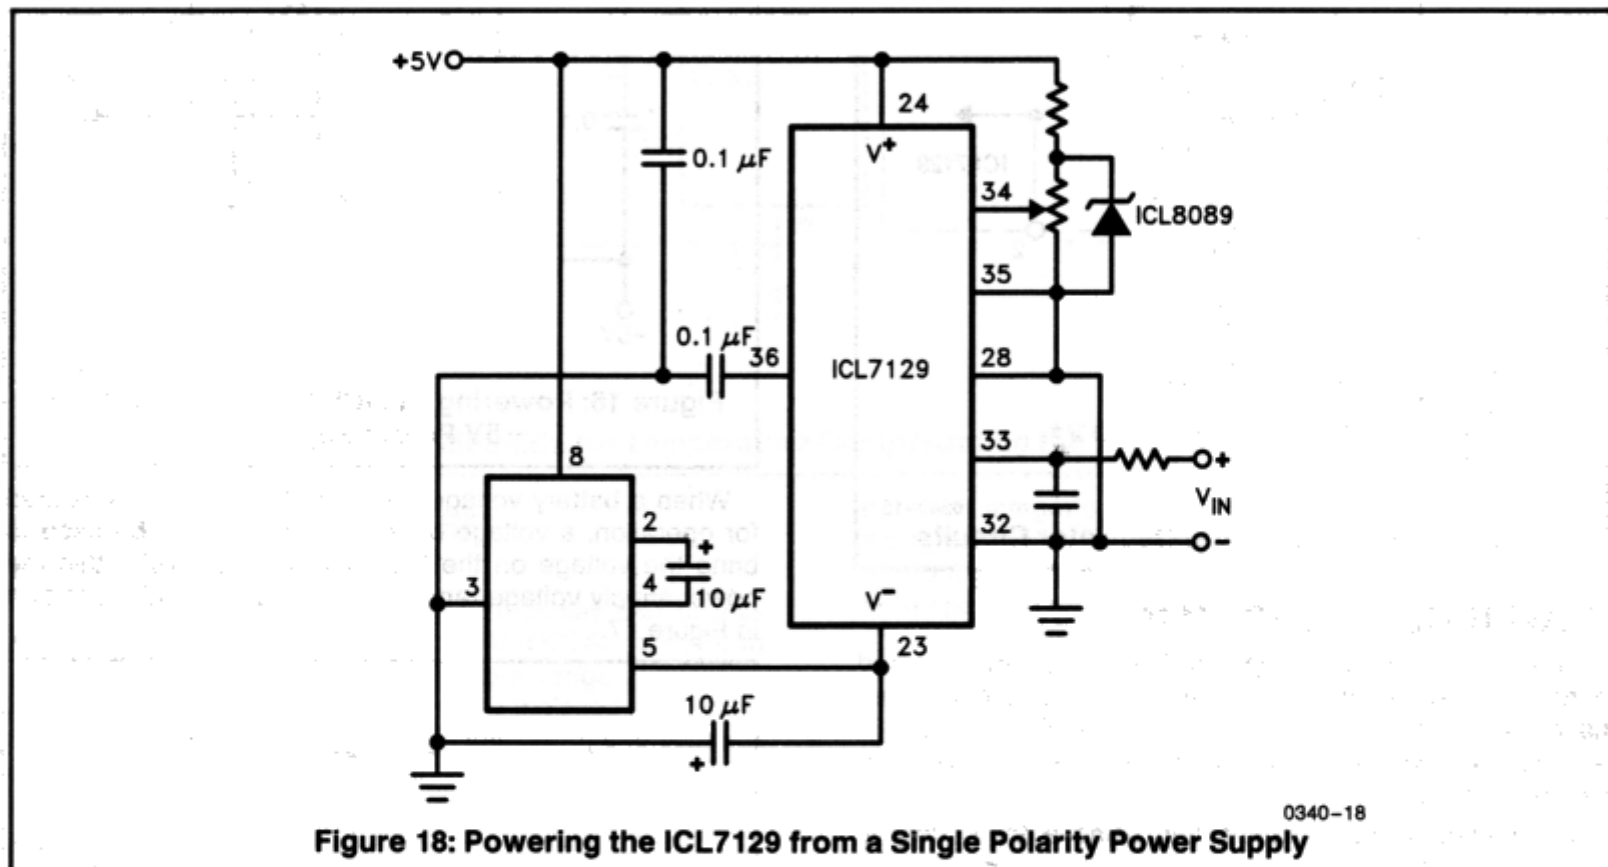 +5V
24
V+
0.1 μF
34
ICL8089
35
0.1 μF
36
ICL7129
28
33
+
VIN
8
2
+
32
-
3
4
10 μF
V-
5
23
10 μF
+
0340-18
Figure 18: Powering the ICL7129 from a Single Polarity Power Supply